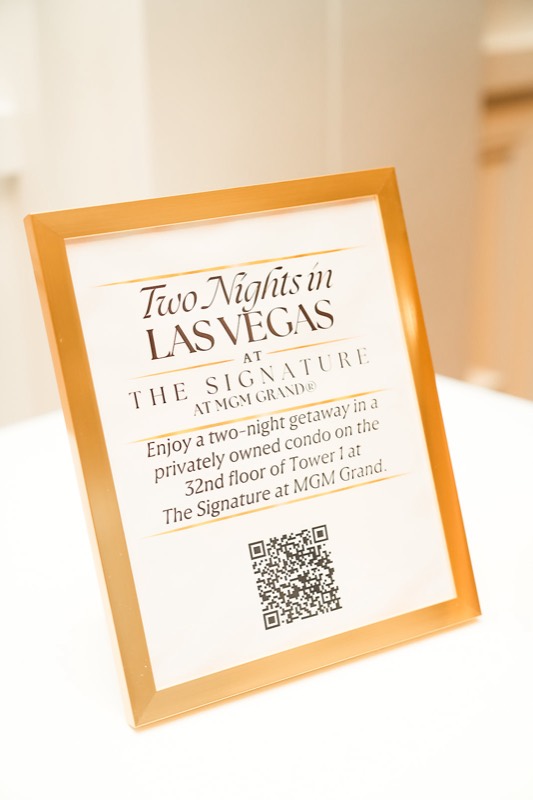 Two Nights in
LAS VEGAS
AT
THE SIGNATURE
AT MGM GRAND®
Enjoy a two-night getaway in a
privately owned condo on the
32nd floor of Tower 1 at
The Signature at MGM Grand.